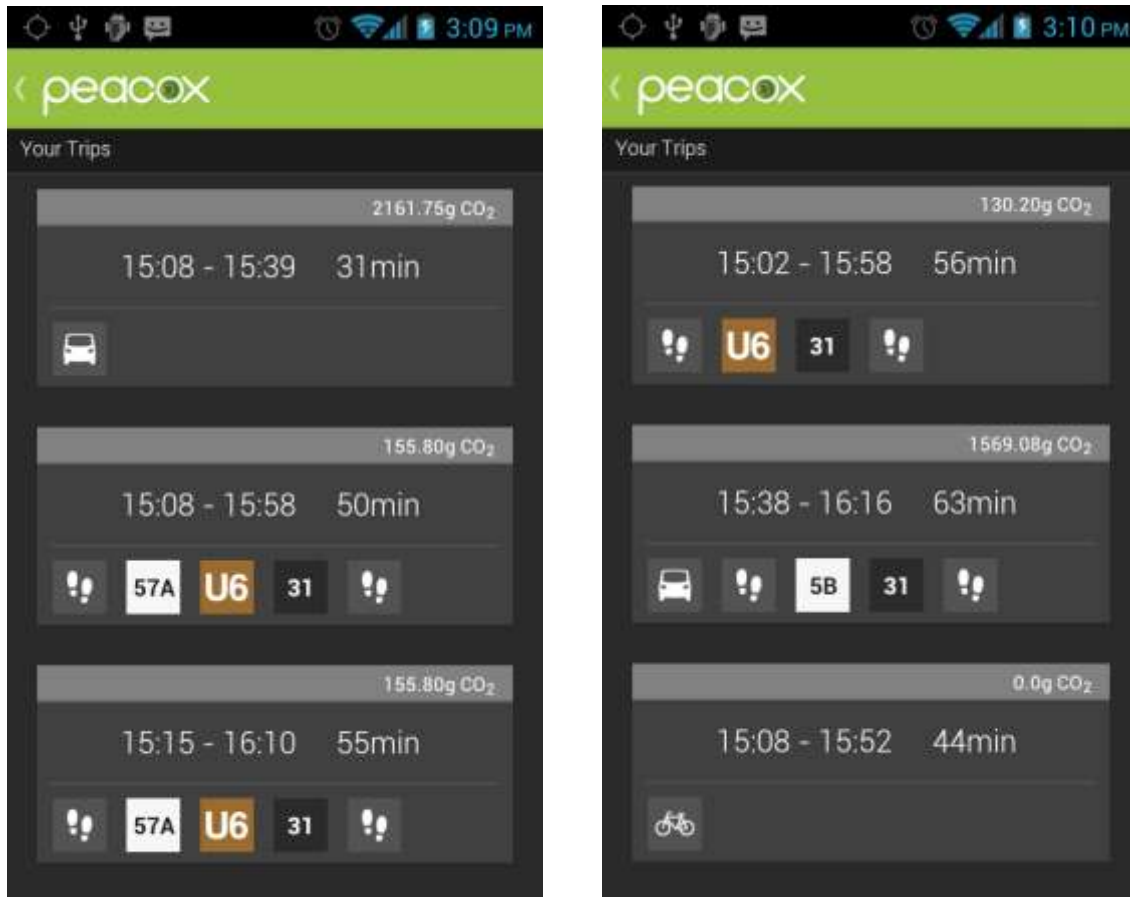 3:09 PM
peacox
Your Trips
2161.75g CO₂
15:08 - 15:39 31min
155.80g CO₂
15:08 - 15:58 50min
57A U6 31
155.80g CO₂
15:15 - 16:10 55min
57A U6 31
3:10 PM
peacox
Your Trips
130.20g CO₂
15:02 - 15:58 56min
U6 31
1569.08g CO₂
15:38 - 16:16 63min
5B 31
0.0g CO₂
15:08 - 15:52 44min